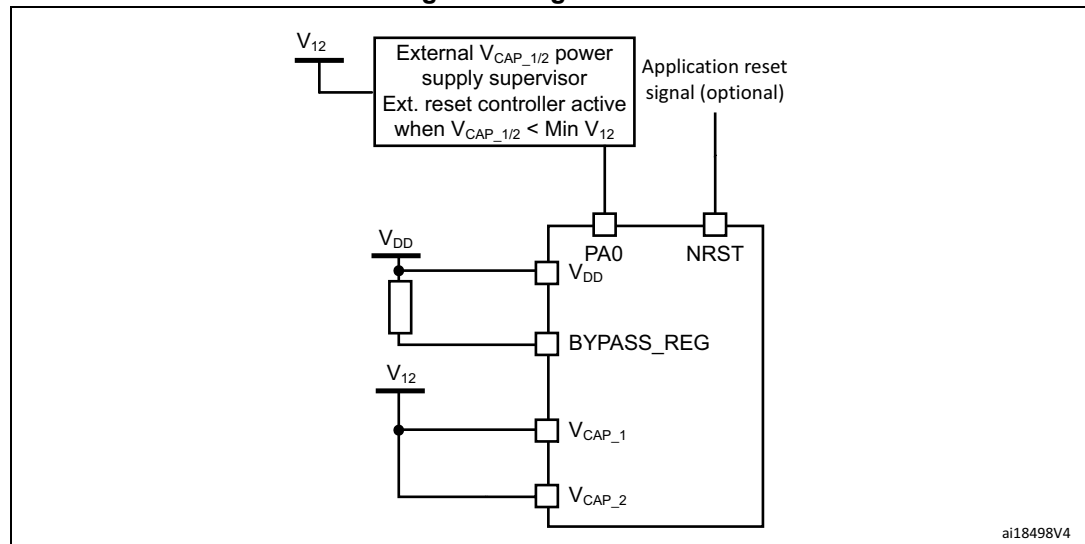 V12
External VCAP_1/2 power
supply supervisor
Ext. reset controller active
when VCAP_1/2 < Min V12
Application reset
signal (optional)
PA0
NRST
VDD
VDD
BYPASS_REG
V12
VCAP_1
VCAP_2
ai18498V4